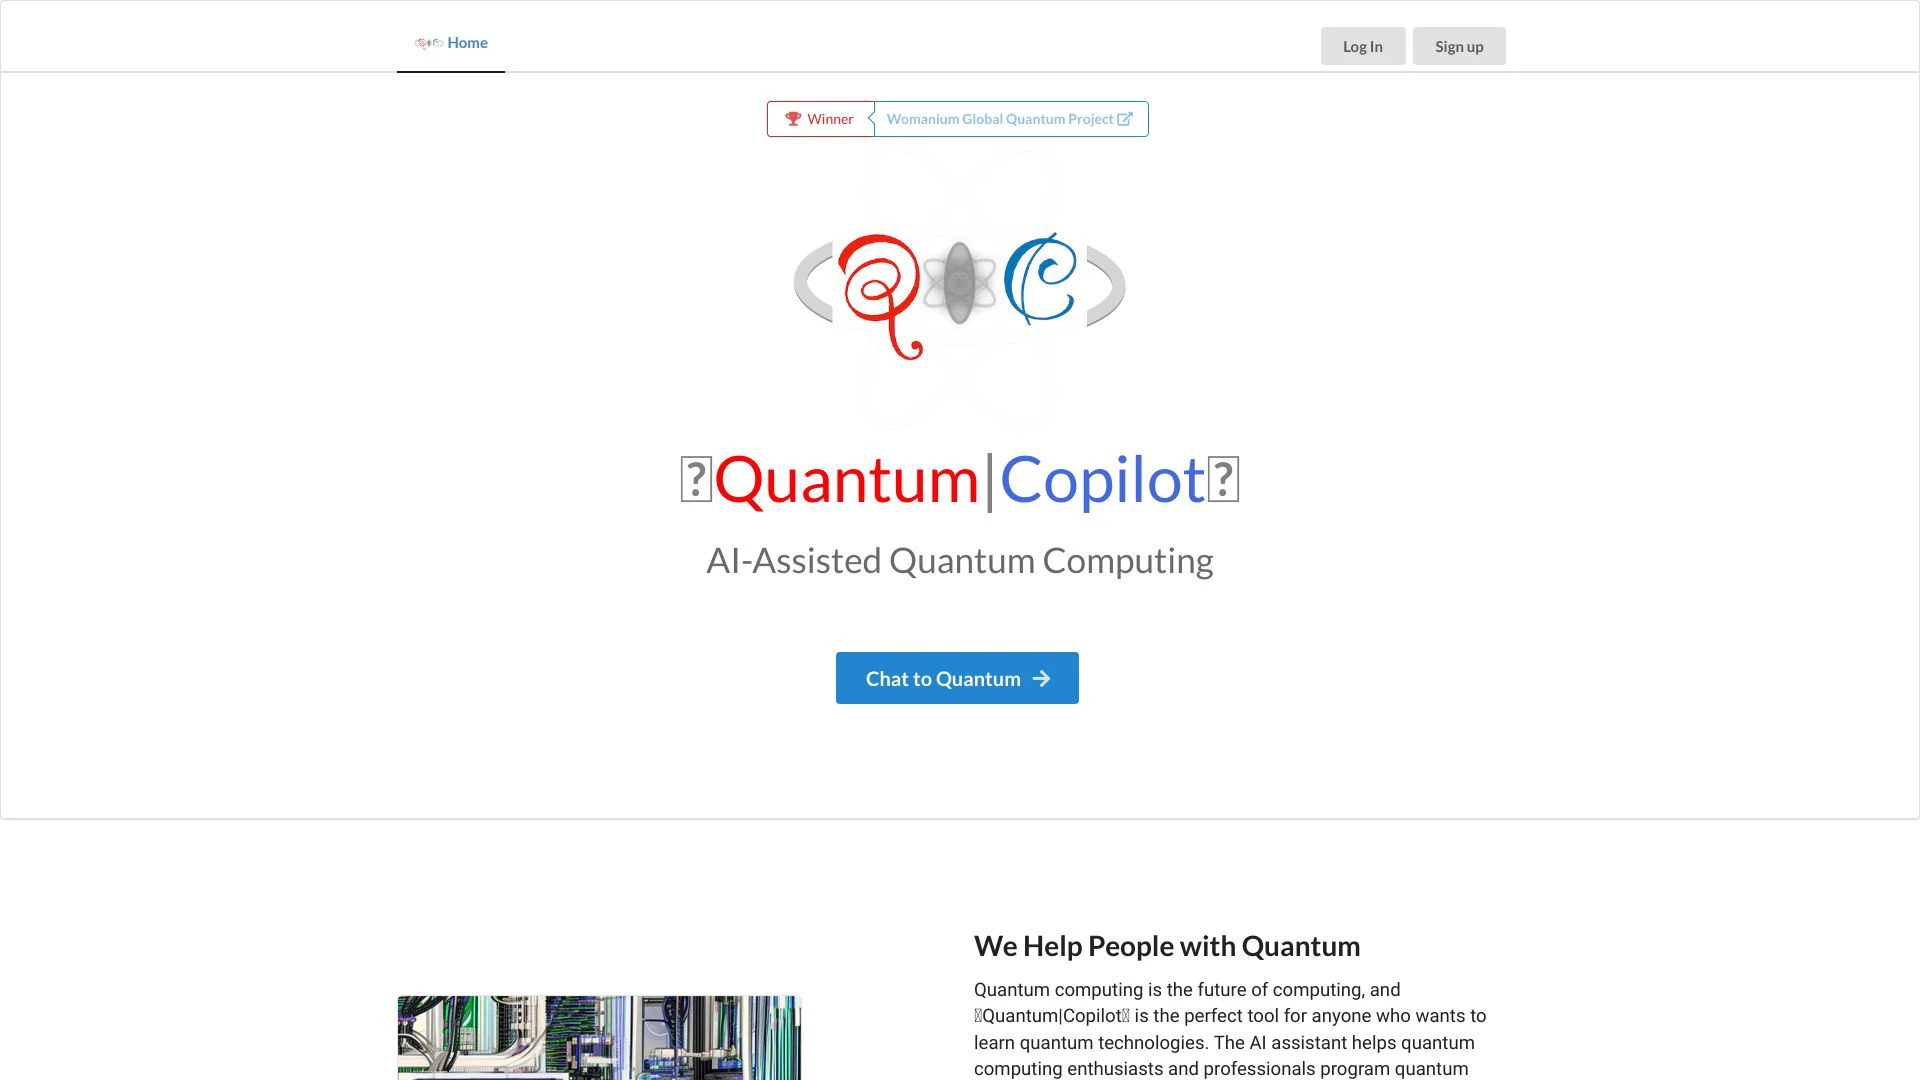 Home
Log In
Sign up
Winner
Womanium Global Quantum Project
Q C
Quantum|Copilot
AI-Assisted Quantum Computing
Chat to Quantum
We Help People with Quantum
Quantum computing is the future of computing, and
Quantum|Copilot is the perfect tool for anyone who wants to
learn quantum technologies. The AI assistant helps quantum
computing enthusiasts and professionals program quantum